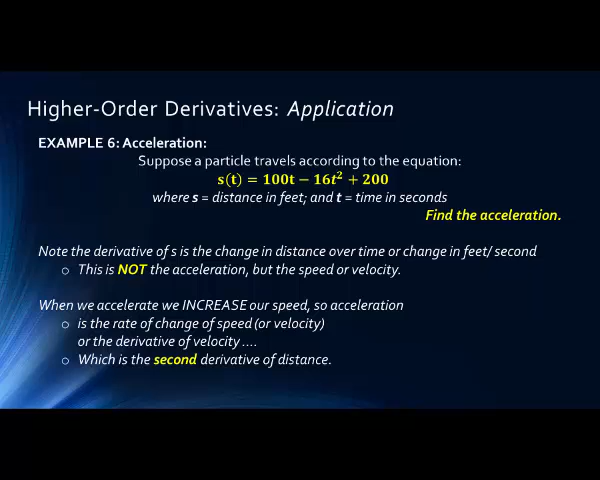 Higher-Order Derivatives: Application
EXAMPLE 6: Acceleration:
Suppose a particle travels according to the equation:
s(t) = 100t − 16t² + 200
where s = distance in feet; and t = time in seconds
Find the acceleration.
Note the derivative of s is the change in distance over time or change in feet/ second
o This is NOT the acceleration, but the speed or velocity.
When we accelerate we INCREASE our speed, so acceleration
o is the rate of change of speed (or velocity)
or the derivative of velocity ....
o Which is the second derivative of distance.